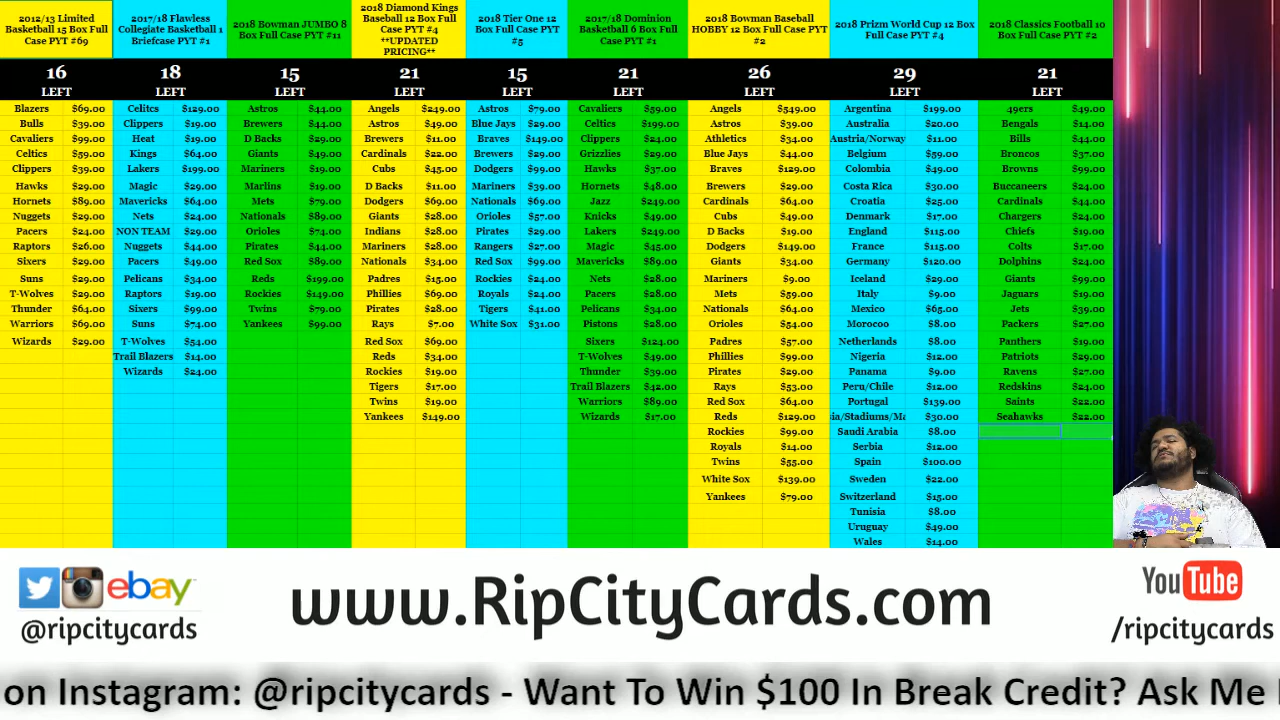 2012/13 Limited
Basketball 15 Box Full
Case PYT #69
16
LEFT
Blazers $69.00
Bulls $39.00
Cavaliers $99.00
Celtics $59.00
Clippers $39.00
Hawks $29.00
Hornets $89.00
Nuggets $29.00
Pacers $24.00
Raptors $26.00
Sixers $29.00
Suns $29.00
T-Wolves $29.00
Thunder $64.00
Warriors $69.00
Wizards $29.00
2017/18 Flawless
Collegiate Basketball 1
Briefcase PYT #1
18
LEFT
Celitcs $129.00
Clippers $19.00
Heat $19.00
Kings $64.00
Lakers $199.00
Magic $29.00
Mavericks $64.00
Nets $24.00
NON TEAM $29.00
Nuggets $44.00
Pacers $49.00
Pelicans $34.00
Raptors $19.00
Sixers $99.00
Suns $74.00
T-Wolves $54.00
Trail Blazers $14.00
Wizards $24.00
2018 Bowman JUMBO 8
Box Full Case PYT #11
15
LEFT
Astros $44.00
Brewers $44.00
D Backs $29.00
Giants $49.00
Mariners $19.00
Marlins $19.00
Mets $79.00
Nationals $89.00
Orioles $74.00
Pirates $44.00
Red Sox $89.00
Reds $199.00
Rockies $149.00
Twins $79.00
Yankees $99.00
2018 Diamond Kings
Baseball 12 Box Full
Case PYT #4
**UPDATED
PRICING**
21
LEFT
Angels $249.00
Astros $49.00
Brewers $11.00
Cardinals $22.00
Cubs $45.00
D Backs $11.00
Dodgers $69.00
Giants $28.00
Indians $28.00
Mariners $28.00
Nationals $34.00
Padres $15.00
Phillies $69.00
Pirates $28.00
Rays $7.00
Red Sox $69.00
Reds $34.00
Rockies $19.00
Tigers $17.00
Twins $19.00
Yankees $149.00
2018 Tier One 12
Box Full Case PYT
#5
15
LEFT
Astros $79.00
Blue Jays $29.00
Braves $149.00
Brewers $29.00
Dodgers $99.00
Mariners $39.00
Nationals $69.00
Orioles $57.00
Pirates $29.00
Rangers $27.00
Red Sox $99.00
Rockies $24.00
Royals $24.00
Tigers $41.00
White Sox $31.00
2017/18 Dominion
Basketball 6 Box Full
Case PYT #1
21
LEFT
Cavaliers $59.00
Celtics $199.00
Clippers $24.00
Grizzlies $29.00
Hawks $37.00
Hornets $48.00
Jazz $249.00
Knicks $49.00
Lakers $249.00
Magic $45.00
Mavericks $89.00
Nets $28.00
Pacers $28.00
Pelicans $34.00
Pistons $28.00
Sixers $124.00
T-Wolves $49.00
Thunder $39.00
Trail Blazers $42.00
Warriors $89.00
Wizards $17.00
2018 Bowman Baseball
HOBBY 12 Box Full Case PYT
#2
26
LEFT
Angels $549.00
Astros $39.00
Athletics $34.00
Blue Jays $44.00
Braves $129.00
Brewers $29.00
Cardinals $64.00
Cubs $49.00
D Backs $19.00
Dodgers $149.00
Giants $34.00
Mariners $9.00
Mets $59.00
Nationals $64.00
Orioles $54.00
Padres $57.00
Phillies $99.00
Pirates $29.00
Rays $53.00
Red Sox $64.00
Reds $129.00
Rockies $99.00
Royals $14.00
Twins $55.00
White Sox $139.00
Yankees $79.00
2018 Prizm World Cup 12 Box
Full Case PYT #4
29
LEFT
Argentina $199.00
Australia $20.00
Austria/Norway $11.00
Belgium $59.00
Colombia $49.00
Costa Rica $30.00
Croatia $25.00
Denmark $17.00
England $115.00
France $115.00
Germany $120.00
Iceland $29.00
Italy $9.00
Mexico $65.00
Morocoo $8.00
Netherlands $8.00
Nigeria $12.00
Panama $9.00
Peru/Chile $12.00
Portugal $139.00
ia/Stadiums/Ma $30.00
Saudi Arabia $8.00
Serbia $12.00
Spain $100.00
Sweden $22.00
Switzerland $15.00
Tunisia $8.00
Uruguay $49.00
Wales $14.00
2018 Classics Football 10
Box Full Case PYT #2
21
LEFT
49ers $49.00
Bengals $14.00
Bills $44.00
Broncos $37.00
Browns $99.00
Buccaneers $24.00
Cardinals $44.00
Chargers $24.00
Chiefs $19.00
Colts $17.00
Dolphins $24.00
Giants $99.00
Jaguars $19.00
Jets $39.00
Packers $27.00
Panthers $19.00
Patriots $29.00
Ravens $27.00
Redskins $24.00
Saints $22.00
Seahawks $22.00
ebay
@ripcitycards
www.RipCityCards.com
YouTube
/ripcitycards
on Instagram: @ripcitycards - Want To Win $100 In Break Credit? Ask Me